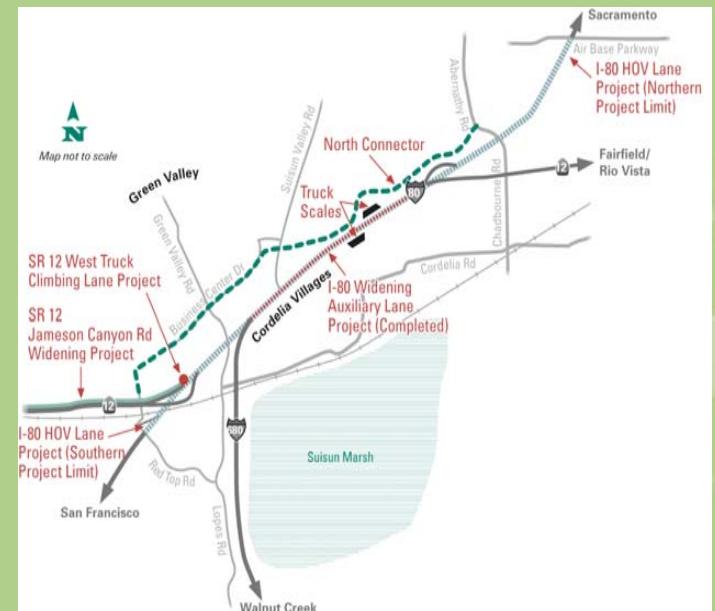 Sacramento
Air Base Parkway
I-80 HOV Lane
Project (Northern
Project Limit)
Abernathy Rd
N
Map not to scale
Suisun Valley Rd
North Connector
Fairfield/
Rio Vista
12
80
Green Valley
Truck
Scales
Chadbourne Rd
Green Valley Rd
SR 12 West Truck
Climbing Lane Project
Business Center Dr
Cordelia Villages
Cordelia Rd
I-80 Widening
Auxiliary Lane
Project (Completed)
SR 12
Jameson Canyon Rd
Widening Project
12
I-80 HOV Lane
Project (Southern
Project Limit)
680
Suisun Marsh
Red Top Rd
San Francisco
Lopes Rd
Walnut Creek